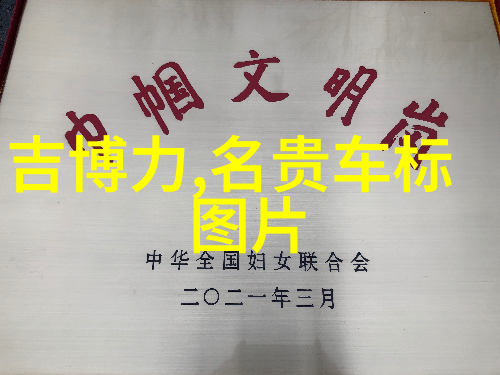 巾帼文明岗
吉博力,名贵车标
图片
中华全国妇女联合会
二〇二一年三月